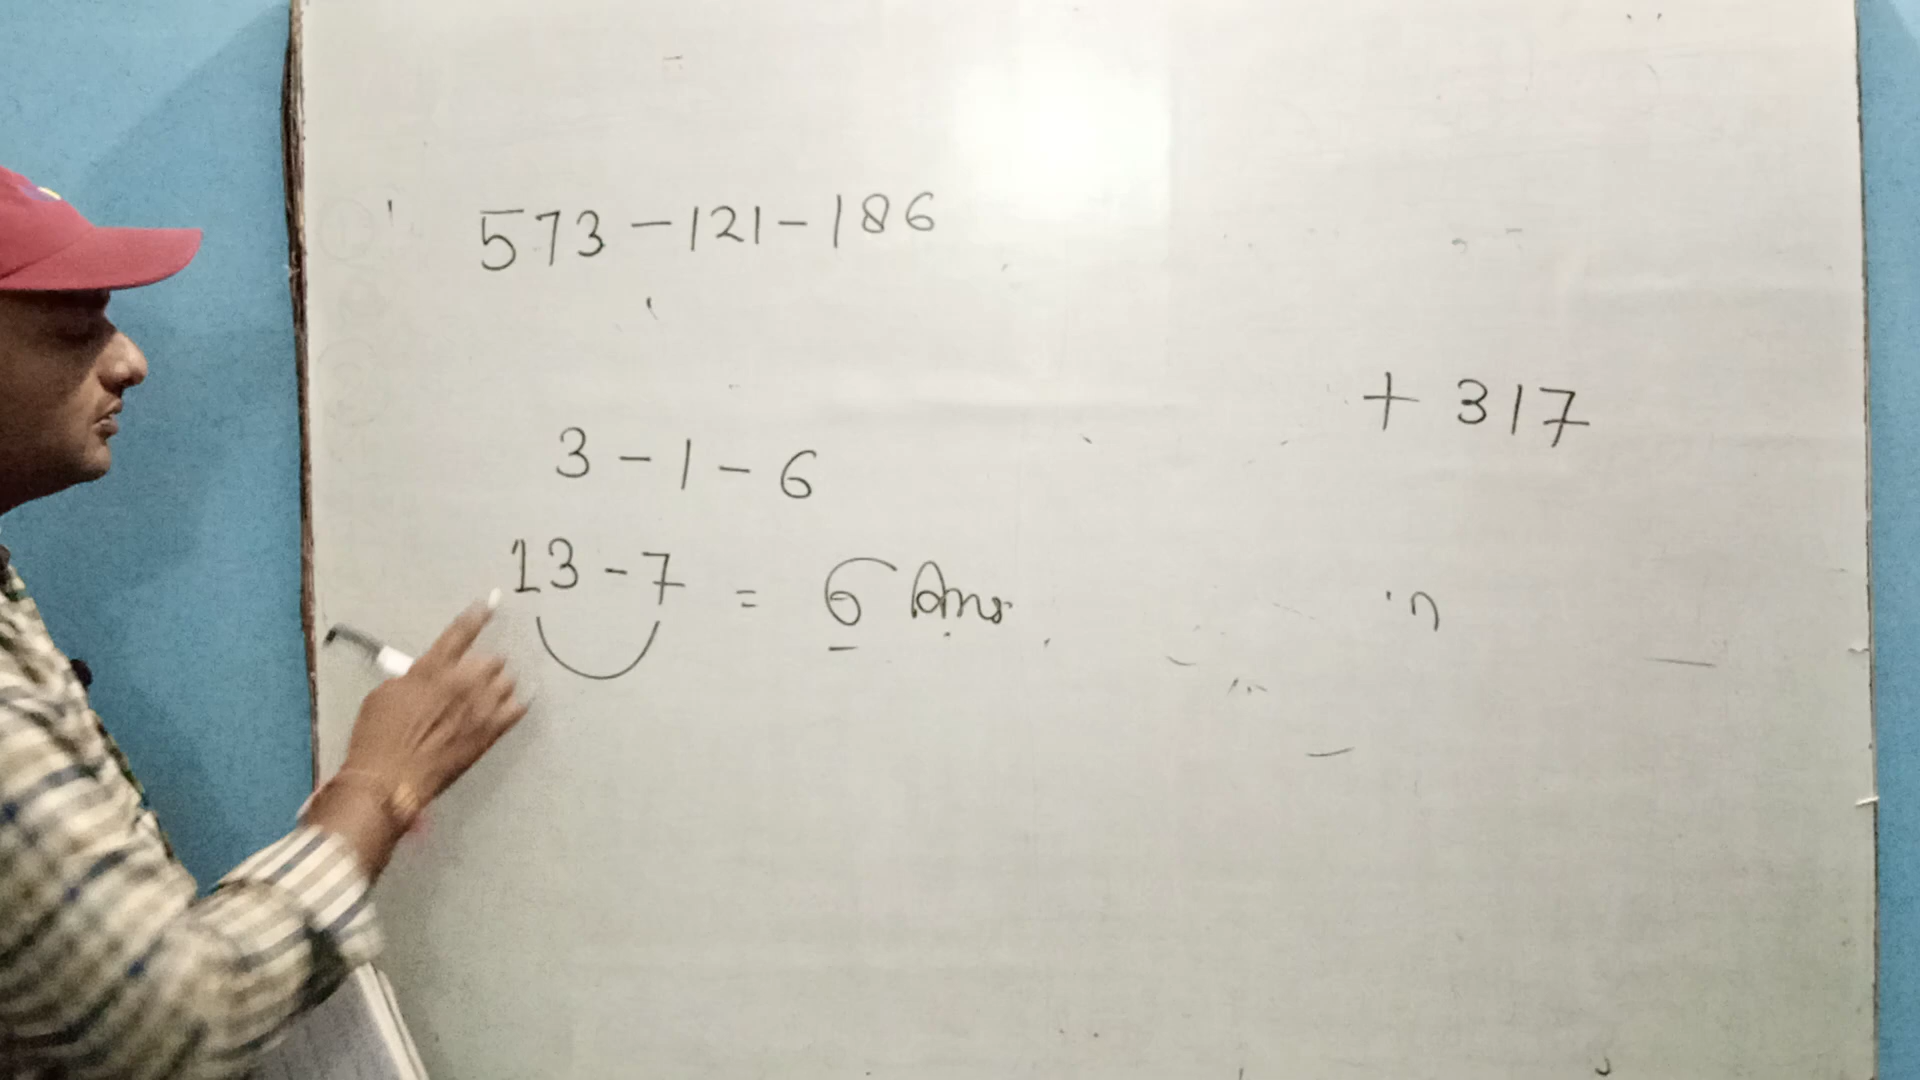 573-121-186
+ 317
3-1-6
13-7 = 6 Ans